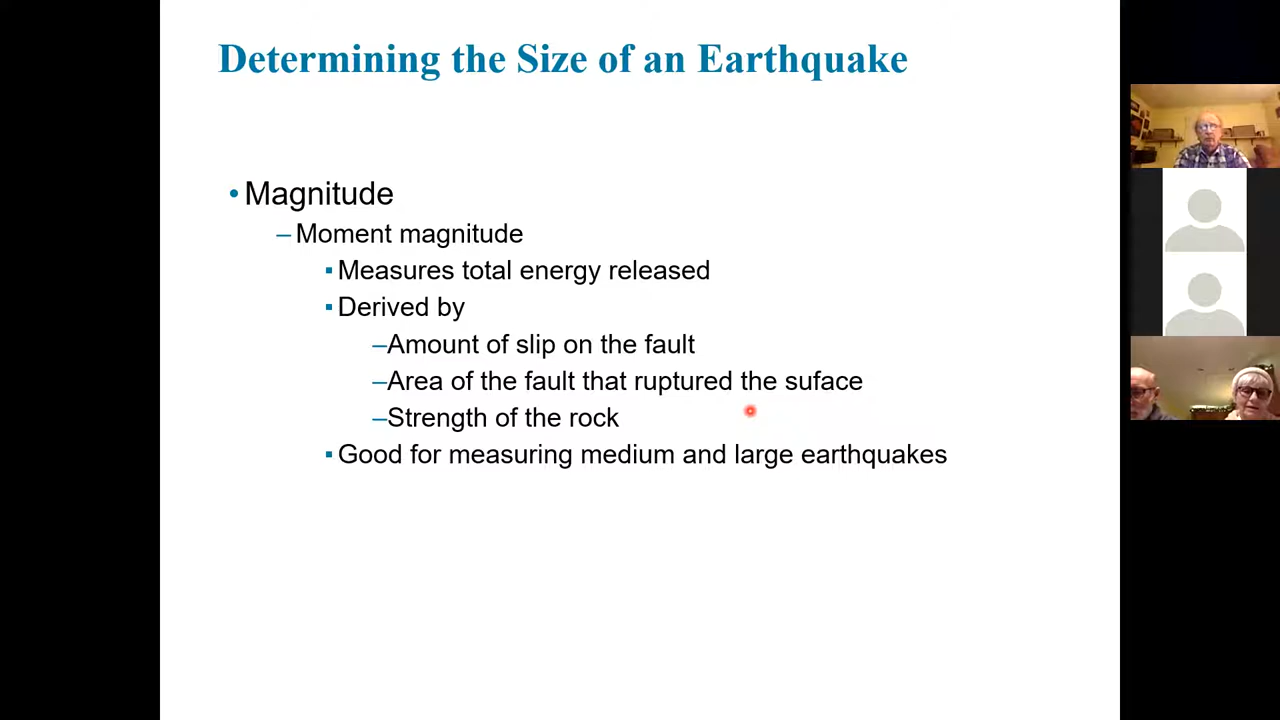 Determining the Size of an Earthquake
• Magnitude
– Moment magnitude
▪ Measures total energy released
▪ Derived by
–Amount of slip on the fault
–Area of the fault that ruptured the suface
–Strength of the rock
▪ Good for measuring medium and large earthquakes